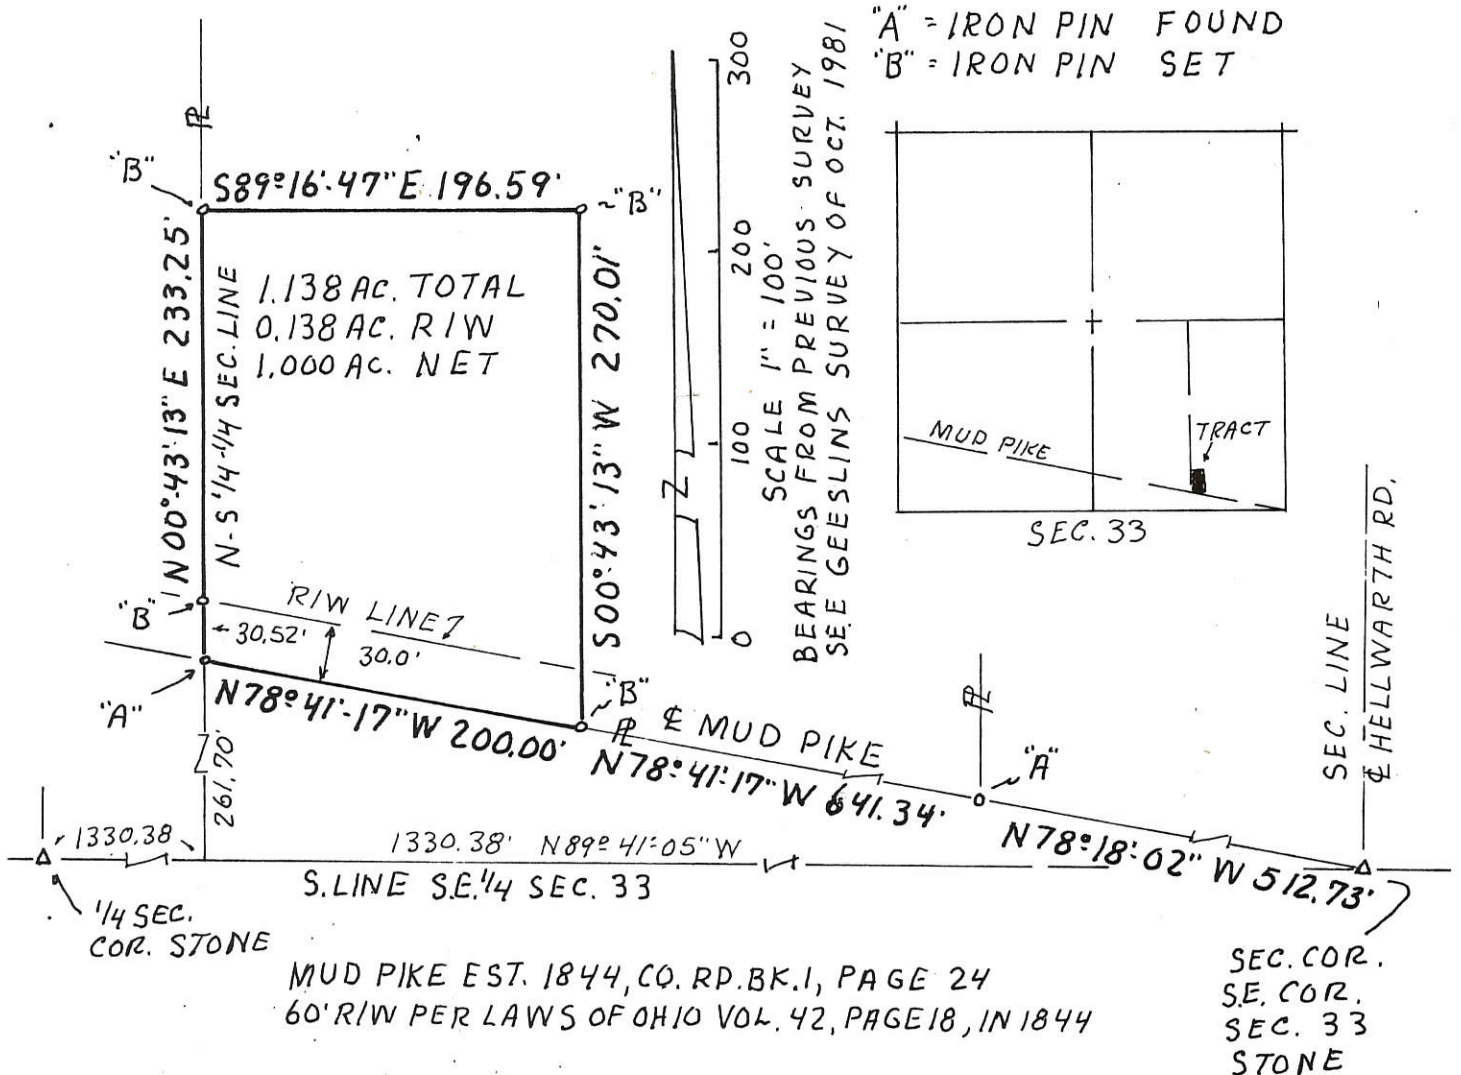 "A" = IRON PIN FOUND
"B" = IRON PIN SET
300
200
100
0
SCALE 1" = 100'
BEARINGS FROM PREVIOUS SURVEY
SEE GEESLINS SURVEY OF OCT. 1981
N
PL
"B"
S89°-16'-47"E 196.59'
"B"
N00°-43'-13"E 233.25'
N-S 1/4-1/4 SEC. LINE
1.138 AC. TOTAL
0.138 AC. R/W
1.000 AC. NET
S00°-43'-13"W 270.01'
MUD PIKE
TRACT
SEC. 33
"B"
R/W LINE
30.52'
30.0'
"A"
N78°-41'-17"W 200.00'
"B"
PL
℄ MUD PIKE
N78°-41'-17"W 641.34'
PL
"A"
N78°-18'-02"W 512.73'
SEC. LINE
℄ HELLWARTH RD.
261.70'
1330.38
1330.38' N89°-41'-05"W
S. LINE S.E. 1/4 SEC. 33
1/4 SEC.
COR. STONE
SEC. COR.
S.E. COR.
SEC. 33
STONE
MUD PIKE EST. 1844, CO. RD. BK. 1, PAGE 24
60' R/W PER LAWS OF OHIO VOL. 42, PAGE 18, IN 1844